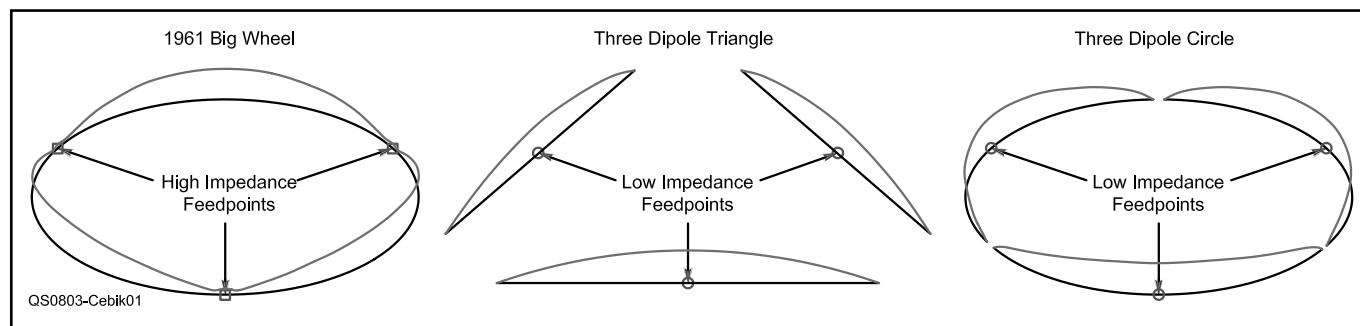 1961 Big Wheel
Three Dipole Triangle
Three Dipole Circle
High Impedance
Feedpoints
Low Impedance
Feedpoints
Low Impedance
Feedpoints
QS0803-Cebik01